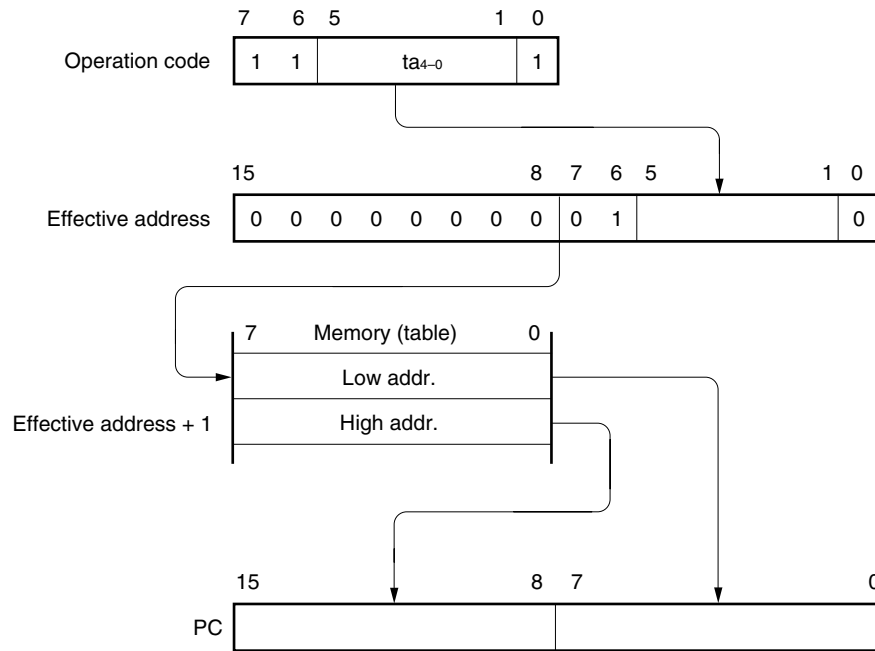 7 6 5 1 0
Operation code 1 1 ta4–0 1
15 8 7 6 5 1 0
Effective address 0 0 0 0 0 0 0 0 0 1 0
7 Memory (table) 0
Low addr.
Effective address + 1 High addr.
15 8 7 0
PC